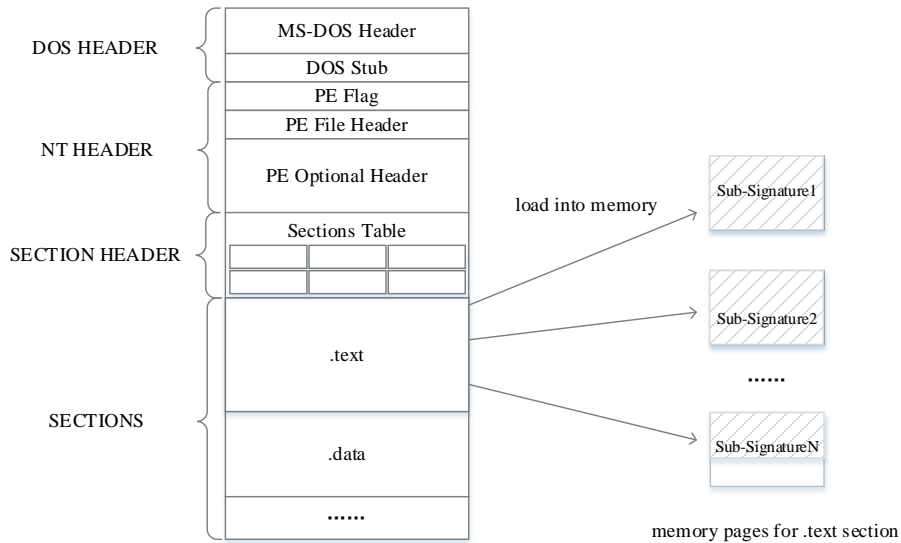 DOS HEADER
MS-DOS Header
DOS Stub
NT HEADER
PE Flag
PE File Header
PE Optional Header
SECTION HEADER
Sections Table
SECTIONS
.text
.data
......
load into memory
Sub-Signature1
Sub-Signature2
......
Sub-SignatureN
memory pages for .text section